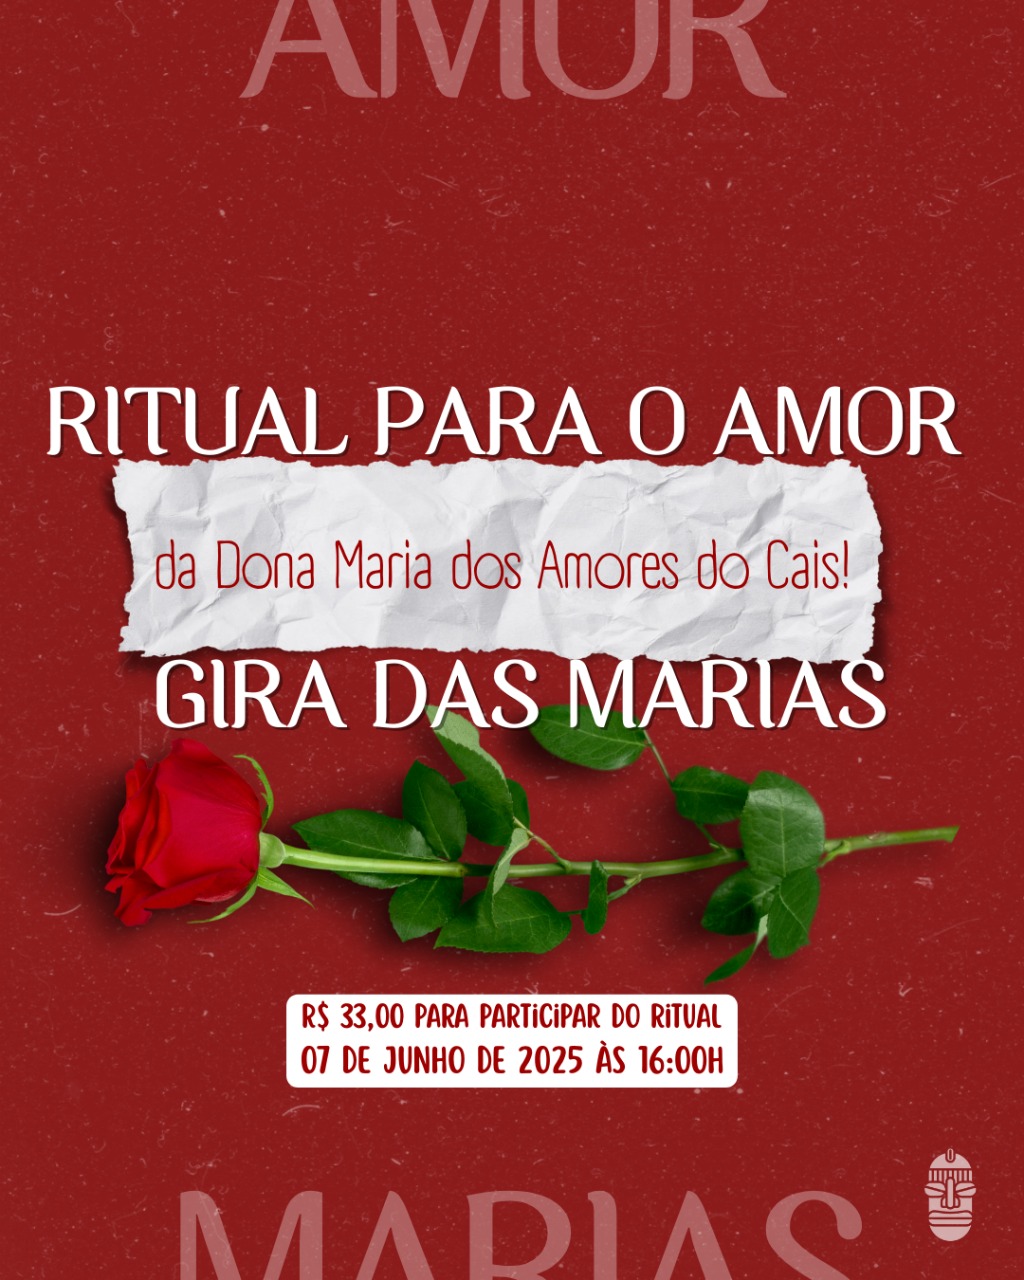 AMOR
RITUAL PARA O AMOR
da Dona Maria dos Amores do Cais!
GIRA DAS MARIAS
R$ 33,00 PARA PARTICIPAR DO RITUAL
07 DE JUNHO DE 2025 ÀS 16:00H
MARIAS